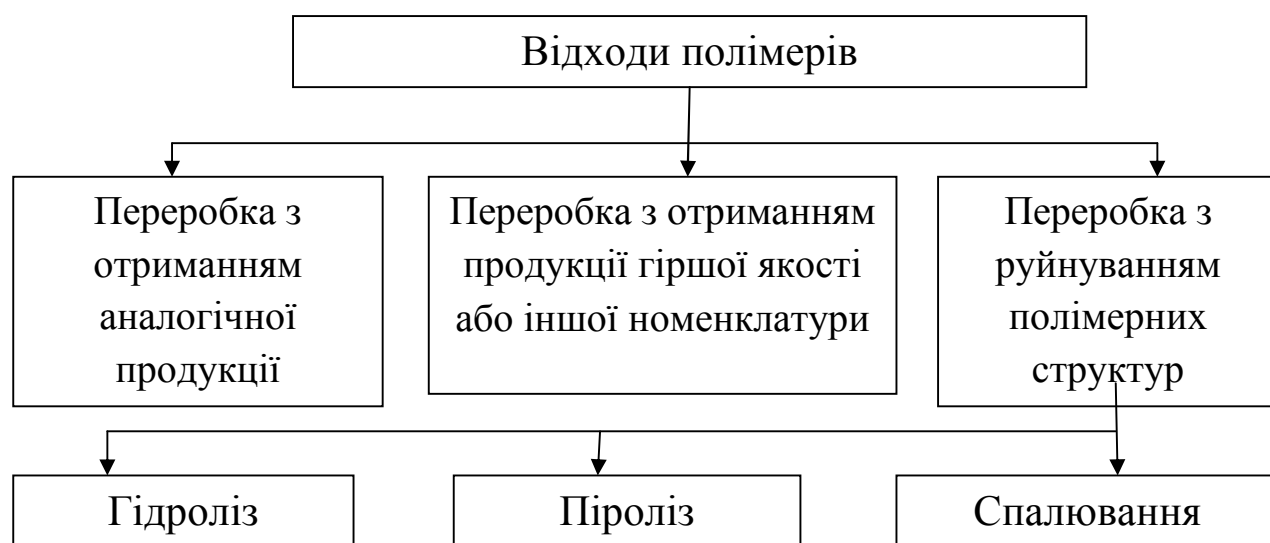 Відходи полімерів
Переробка з
отриманням
аналогічної
продукції
Переробка з отриманням
продукції гіршої якості
або іншої номенклатури
Переробка з
руйнуванням
полімерних
структур
Гідроліз
Піроліз
Спалювання